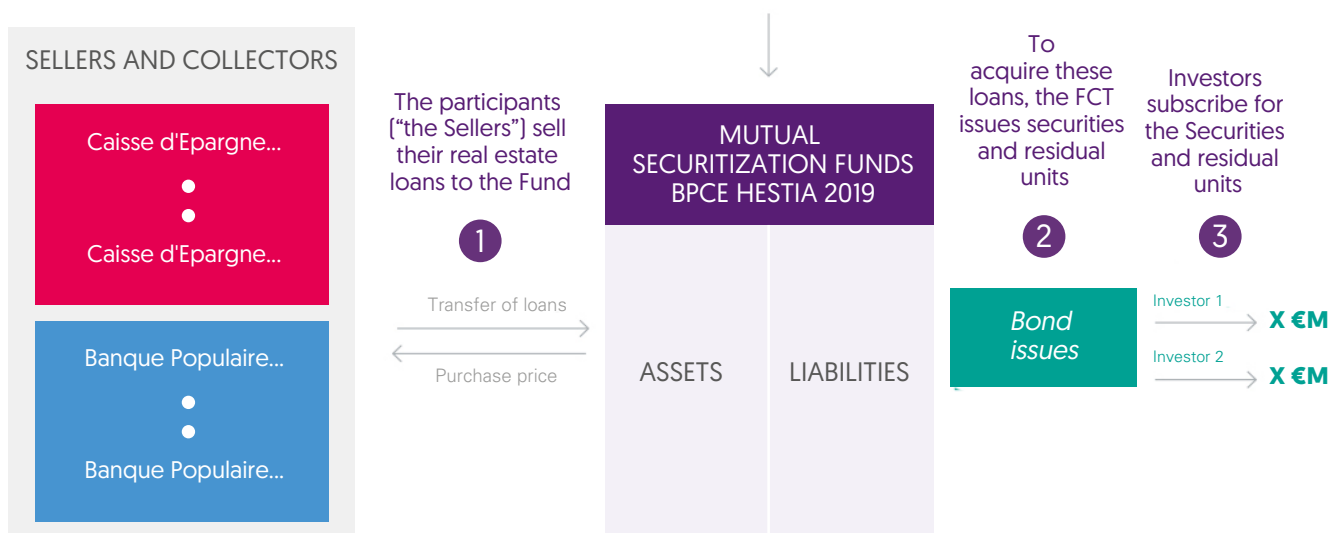 SELLERS AND COLLECTORS
Caisse d'Epargne...
Caisse d'Epargne...
Banque Populaire...
Banque Populaire...
The participants
("the Sellers") sell
their real estate
loans to the Fund
1
Transfer of loans
Purchase price
MUTUAL
SECURITIZATION FUNDS
BPCE HESTIA 2019
ASSETS
LIABILITIES
To
acquire these
loans, the FCT
issues securities
and residual
units
2
Bond
issues
Investors
subscribe for
the Securities
and residual
units
3
Investor 1
X €M
Investor 2
X €M